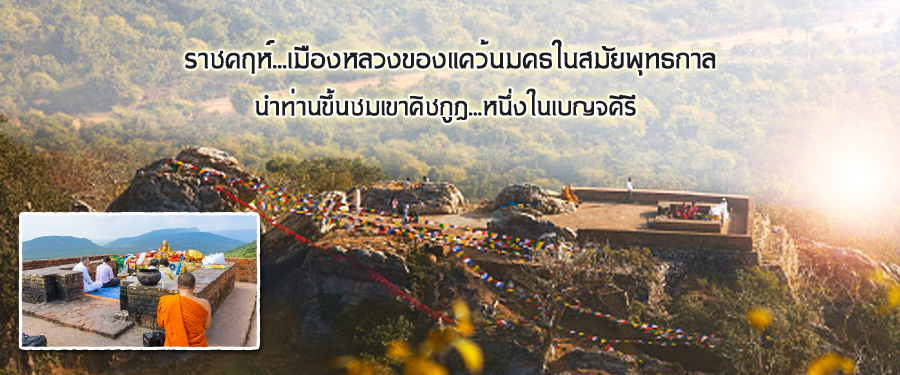 ราชคฤห์...เมืองหลวงของแคว้นมคธในสมัยพุทธกาล
นำท่านขึ้นชมเขาคิชกูฏ...หนึ่งในเบญจคีรี